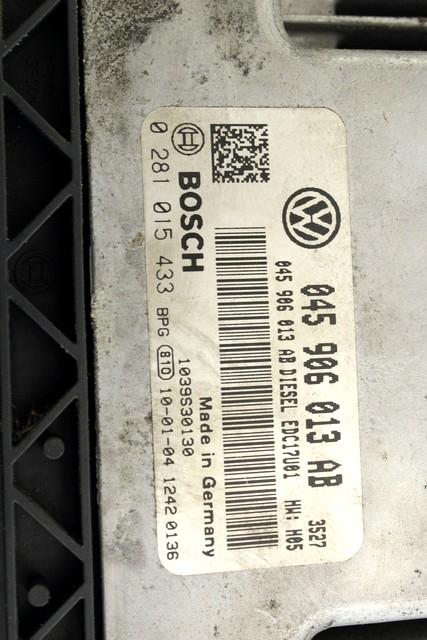 045 906 013 AB
3527
045 906 013 AB DIESEL EDC17U01 HW: H05
BOSCH
Made in Germany
1039S30130
0 281 015 433 BPG 810 10-01-04 1242 0136